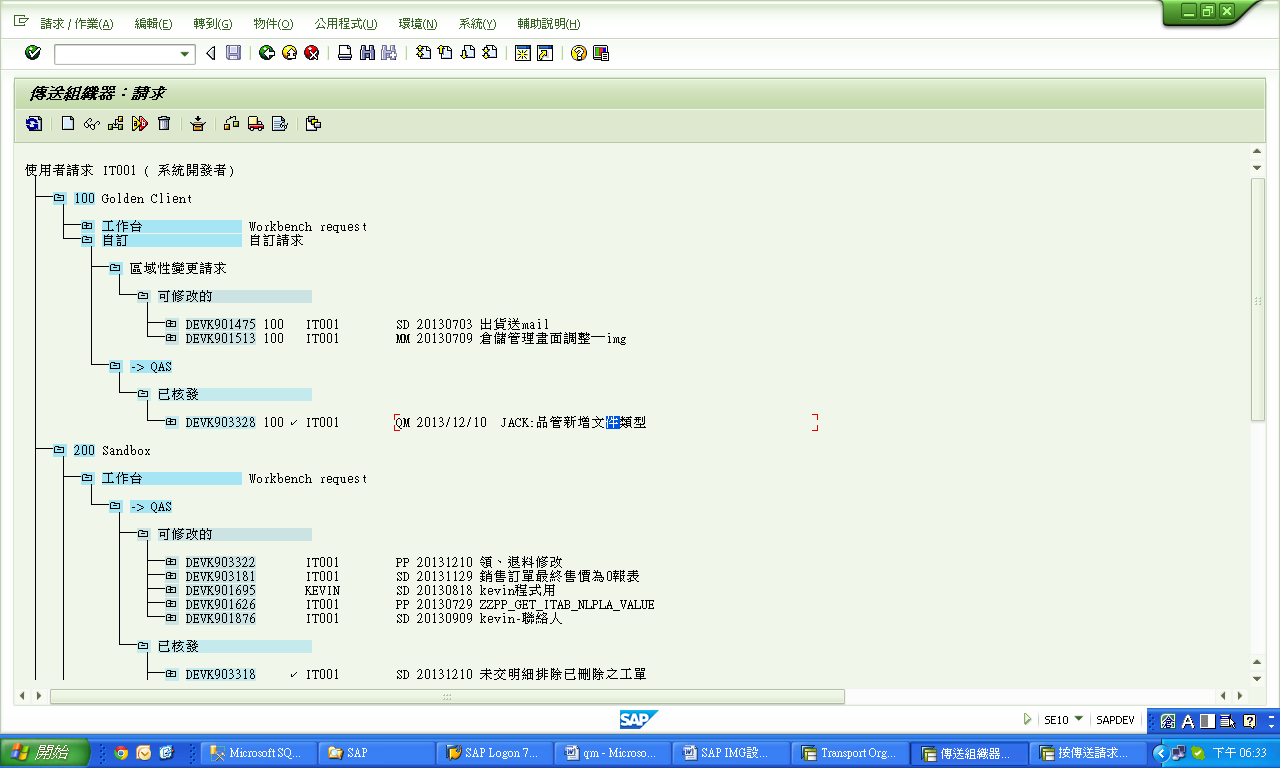 請求 / 作業(A) 編輯(E) 轉到(G) 物件(O) 公用程式(U) 環境(N) 系統(Y) 輔助說明(H)
傳送組織器：請求
使用者請求 IT001 ( 系統開發者)
100 Golden Client
工作台 Workbench request
自訂 自訂請求
區域性變更請求
可修改的
DEVK901475 100 IT001 SD 20130703 出貨送mail
DEVK901513 100 IT001 MM 20130709 倉儲管理畫面調整一img
-> QAS
已核發
DEVK903328 100 ✓ IT001 QM 2013/12/10 JACK:品管新增文件類型
200 Sandbox
工作台 Workbench request
-> QAS
可修改的
DEVK903322 IT001 PP 20131210 領、退料修改
DEVK903181 IT001 SD 20131129 銷售訂單最終售價為0報表
DEVK901695 KEVIN SD 20130818 kevin程式用
DEVK901626 IT001 PP 20130729 ZZPP_GET_ITAB_NLPLA_VALUE
DEVK901876 IT001 SD 20130909 kevin-聯絡人
已核發
DEVK903318 ✓ IT001 SD 20131210 未交明細排除已刪除之工單
SAP SE10 SAPDEV
開始 Microsoft SQ... SAP SAP Logon 7... qm - Microso... SAP IMG設... Transport Org... 傳送組織器... 按傳送請求... 下午 06:33